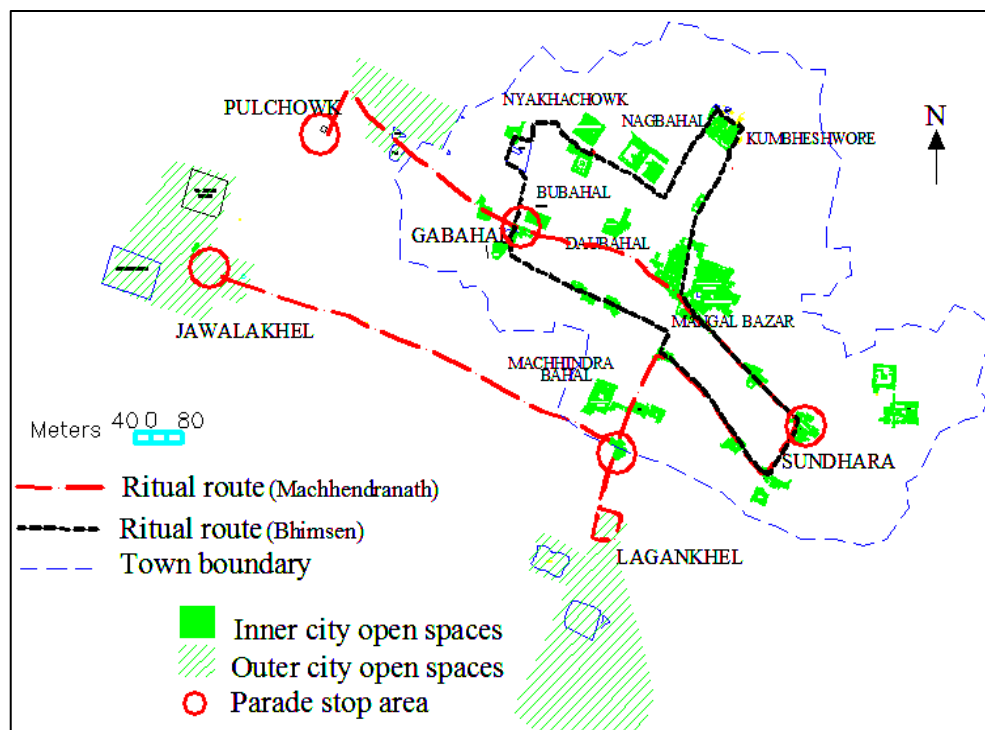 PULCHOWK
NYAKHACHOWK
NAGBAHAL
KUMBHESHWORE
N
BUBAHAL
GABAHAL
DAUBAHAL
JAWALAKHEL
MANGAL BAZAR
MACHHINDRA
BAHAL
SUNDHARA
LAGANKHEL
Meters 40 0 80
Ritual route (Machhendranath)
Ritual route (Bhimsen)
Town boundary
Inner city open spaces
Outer city open spaces
Parade stop area